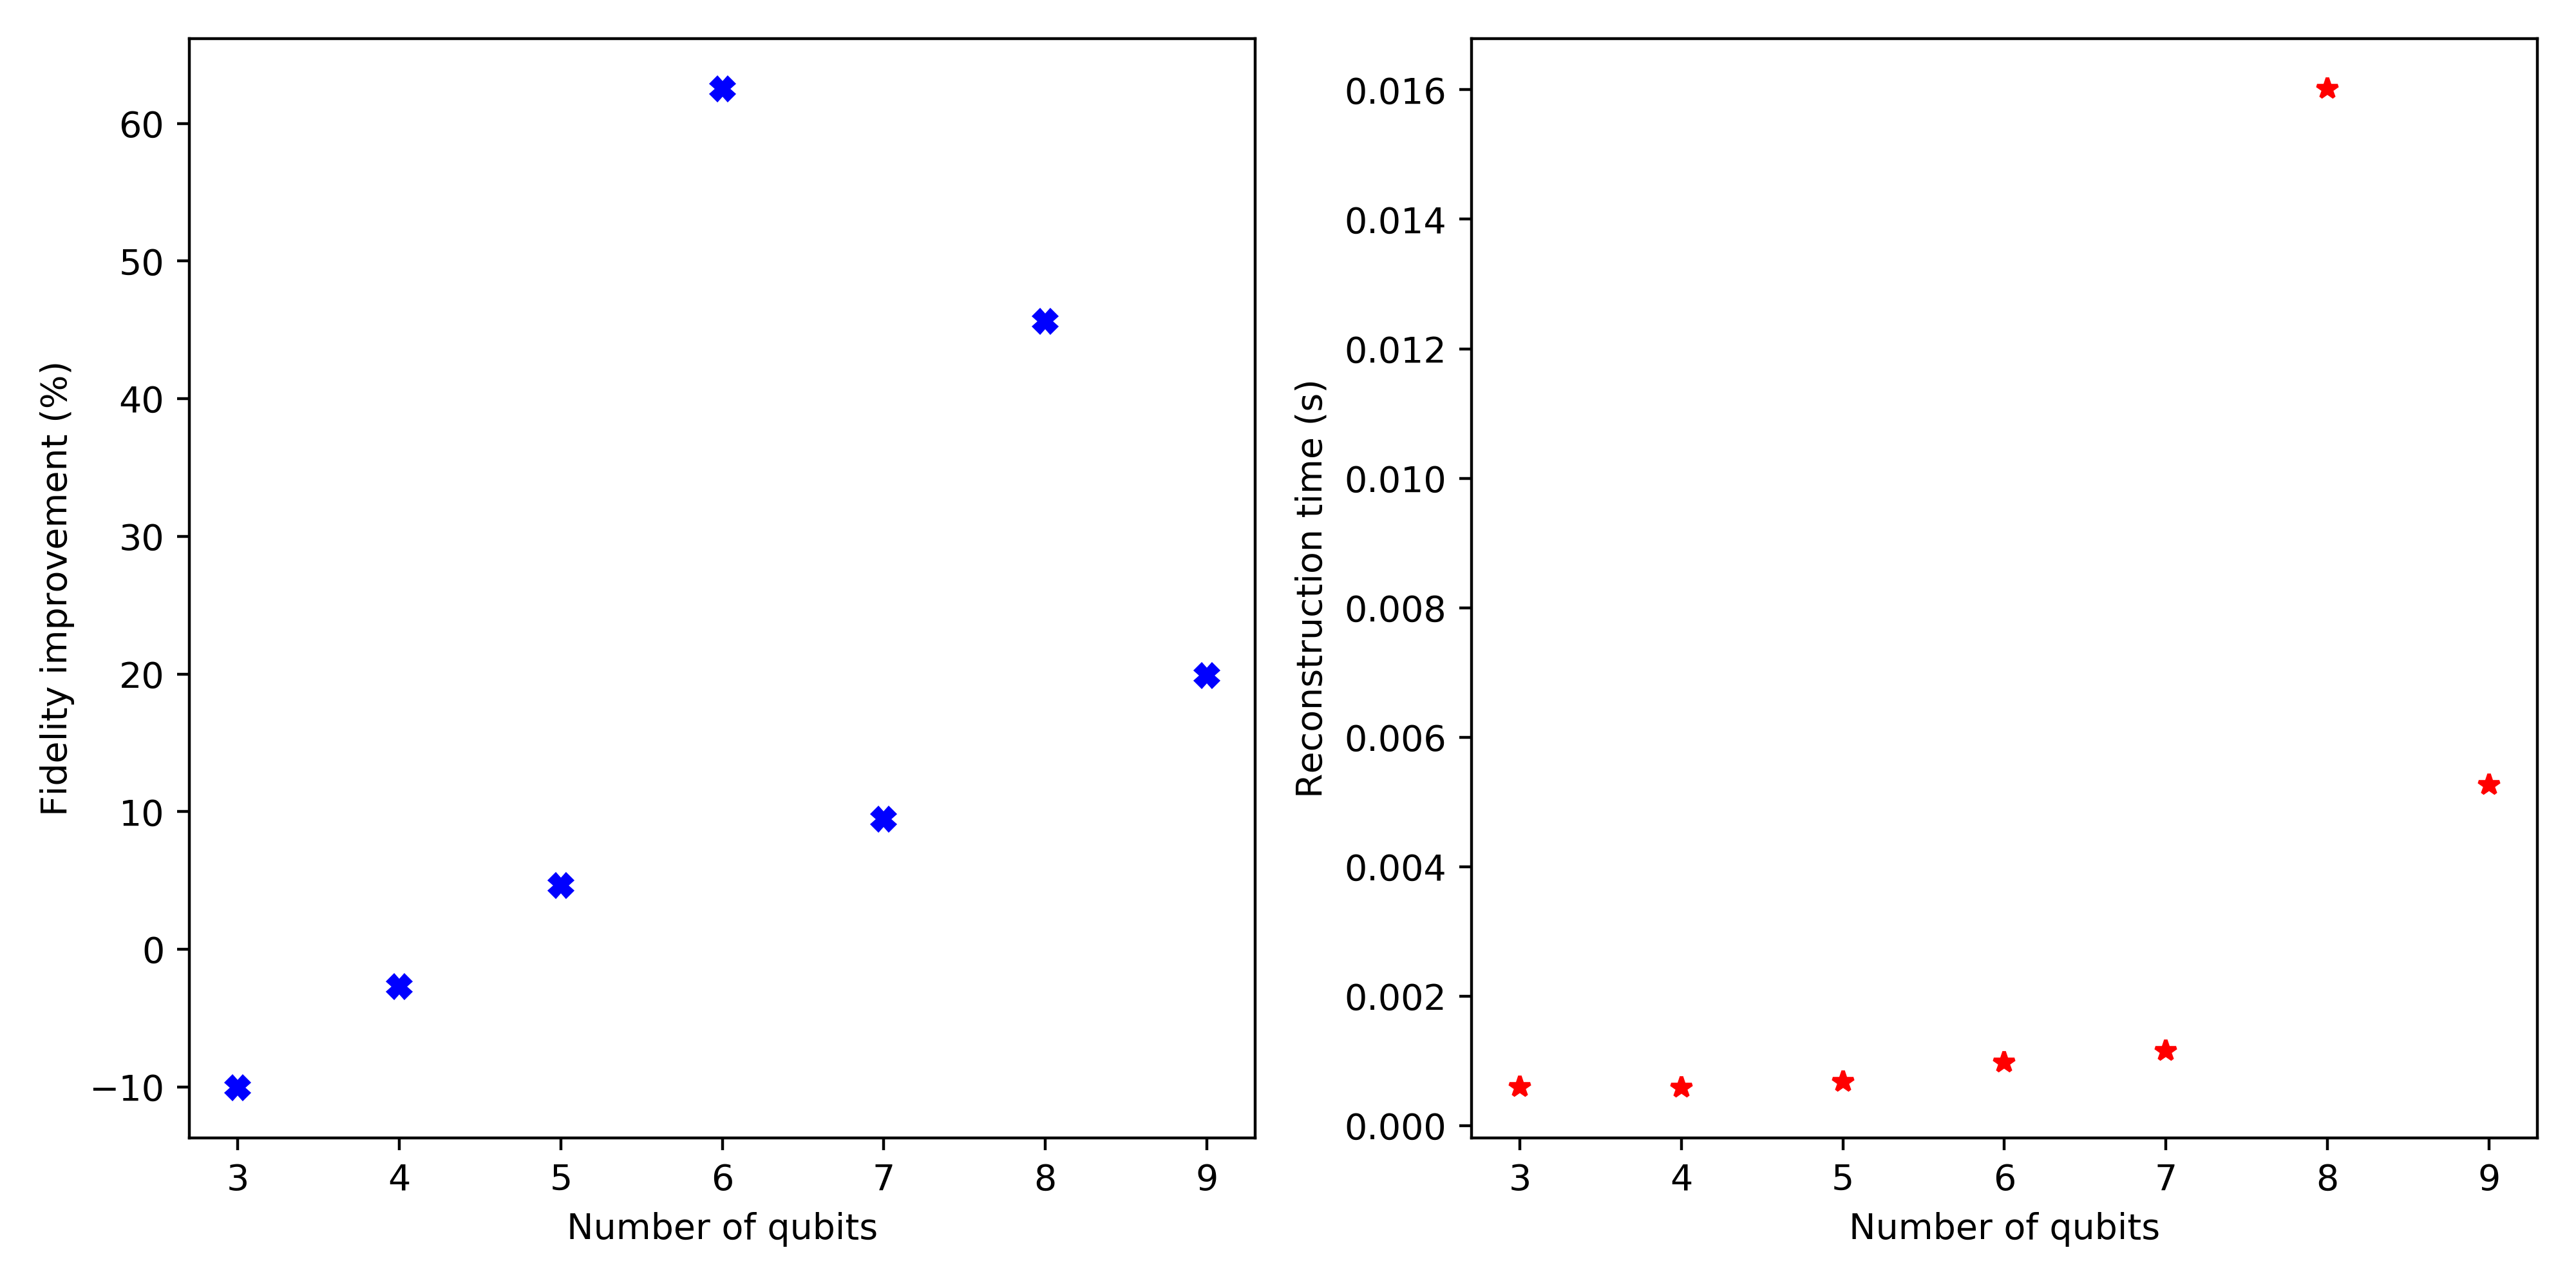 Fidelity improvement (%)
60
50
40
30
20
10
0
−10
3 4 5 6 7 8 9
Number of qubits
Reconstruction time (s)
0.016
0.014
0.012
0.010
0.008
0.006
0.004
0.002
0.000
3 4 5 6 7 8 9
Number of qubits